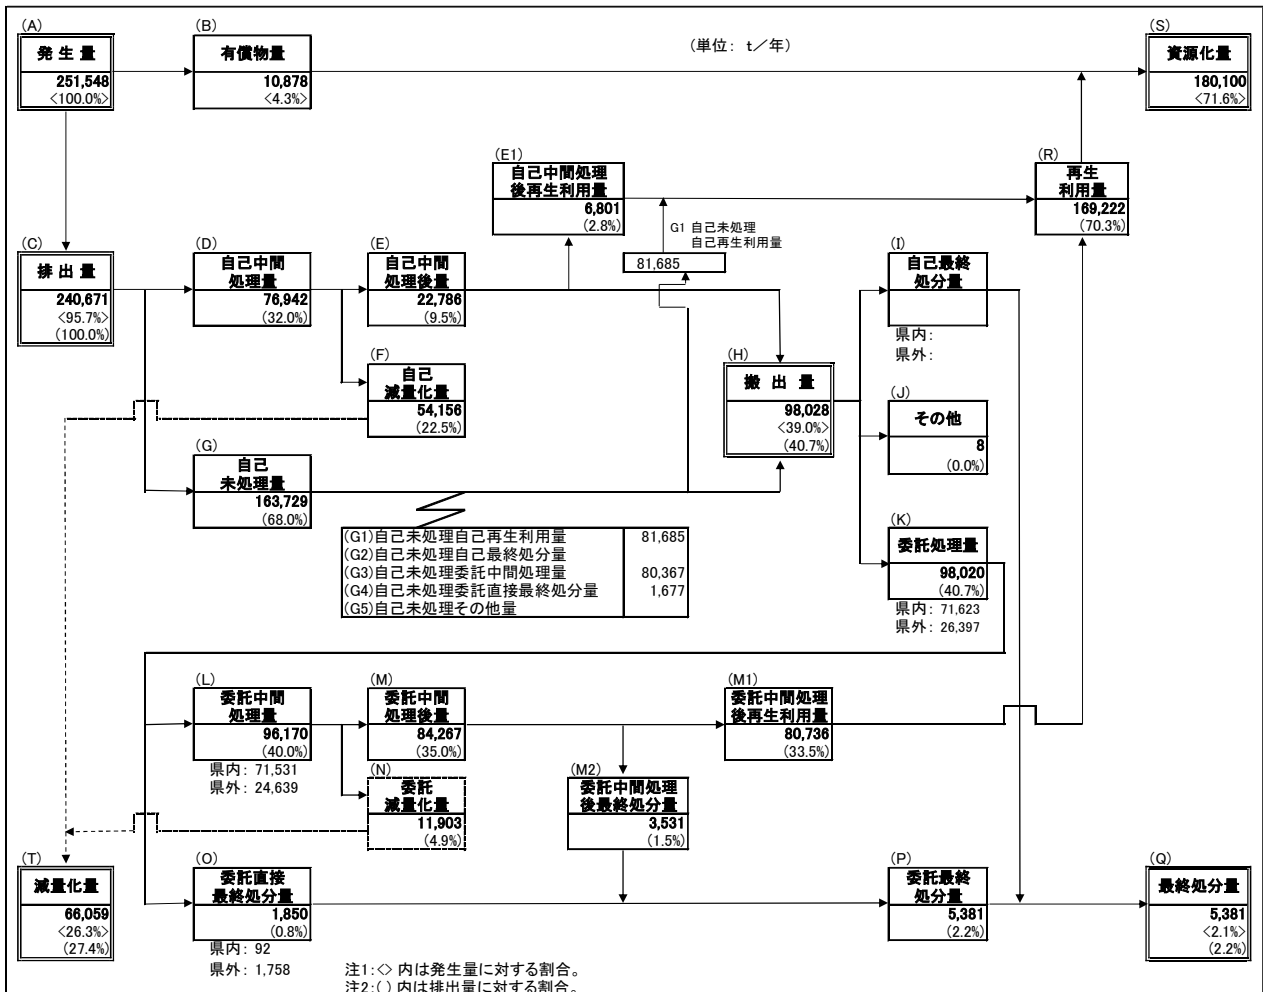 (A)
発 生 量
251,548
<100.0%>
(B)
有償物量
10,878
<4.3%>
(単位： t／年)
(S)
資源化量
180,100
<71.6%>
(E1)
自己中間処理
後再生利用量
6,801
(2.8%)
(R)
再生
利用量
169,222
(70.3%)
G1 自己未処理
自己再生利用量
81,685
(C)
排 出 量
240,671
<95.7%>
(100.0%)
(D)
自己中間
処理量
76,942
(32.0%)
(E)
自己中間
処理後量
22,786
(9.5%)
(I)
自己最終
処分量
県内：
県外：
(F)
自己
減量化量
54,156
(22.5%)
(H)
搬 出 量
98,028
<39.0%>
(40.7%)
(J)
その他
8
(0.0%)
(G)
自己
未処理量
163,729
(68.0%)
(G1)自己未処理自己再生利用量 81,685
(G2)自己未処理自己最終処分量
(G3)自己未処理委託中間処理量 80,367
(G4)自己未処理委託直接最終処分量 1,677
(G5)自己未処理その他量
(K)
委託処理量
98,020
(40.7%)
県内： 71,623
県外： 26,397
(L)
委託中間
処理量
96,170
(40.0%)
県内： 71,531
県外： 24,639
(M)
委託中間
処理後量
84,267
(35.0%)
(M1)
委託中間処理
後再生利用量
80,736
(33.5%)
(N)
委託
減量化量
11,903
(4.9%)
(M2)
委託中間処理
後最終処分量
3,531
(1.5%)
(T)
減量化量
66,059
<26.3%>
(27.4%)
(O)
委託直接
最終処分量
1,850
(0.8%)
県内： 92
県外： 1,758
(P)
委託最終
処分量
5,381
(2.2%)
(Q)
最終処分量
5,381
<2.1%>
(2.2%)
注1:<> 内は発生量に対する割合。
注2:( ) 内は排出量に対する割合。